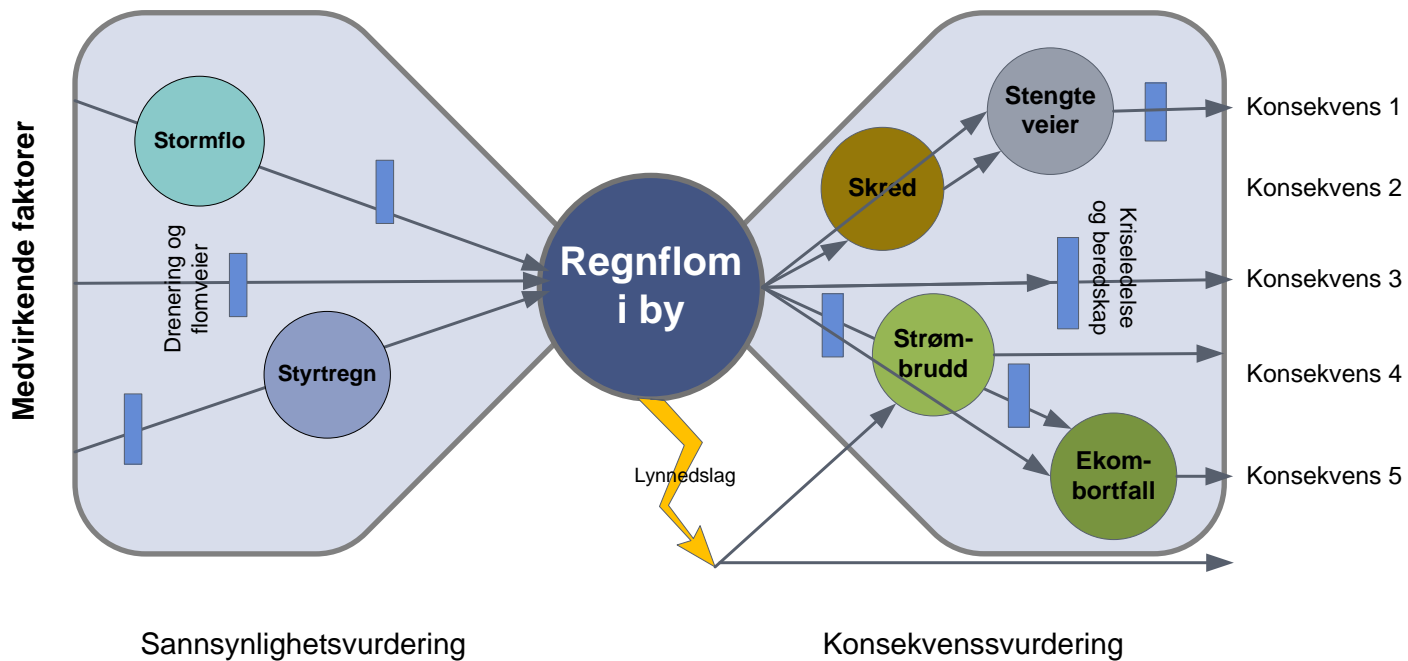 Medvirkende faktorer
Stormflo
Drenering og
flomveier
Styrtregn
Regnflom
i by
Lynnedslag
Skred
Stengte
veier
Kriseledelse
og beredskap
Strøm-
brudd
Ekom-
bortfall
Konsekvens 1
Konsekvens 2
Konsekvens 3
Konsekvens 4
Konsekvens 5
Sannsynlighetsvurdering
Konsekvenssvurdering